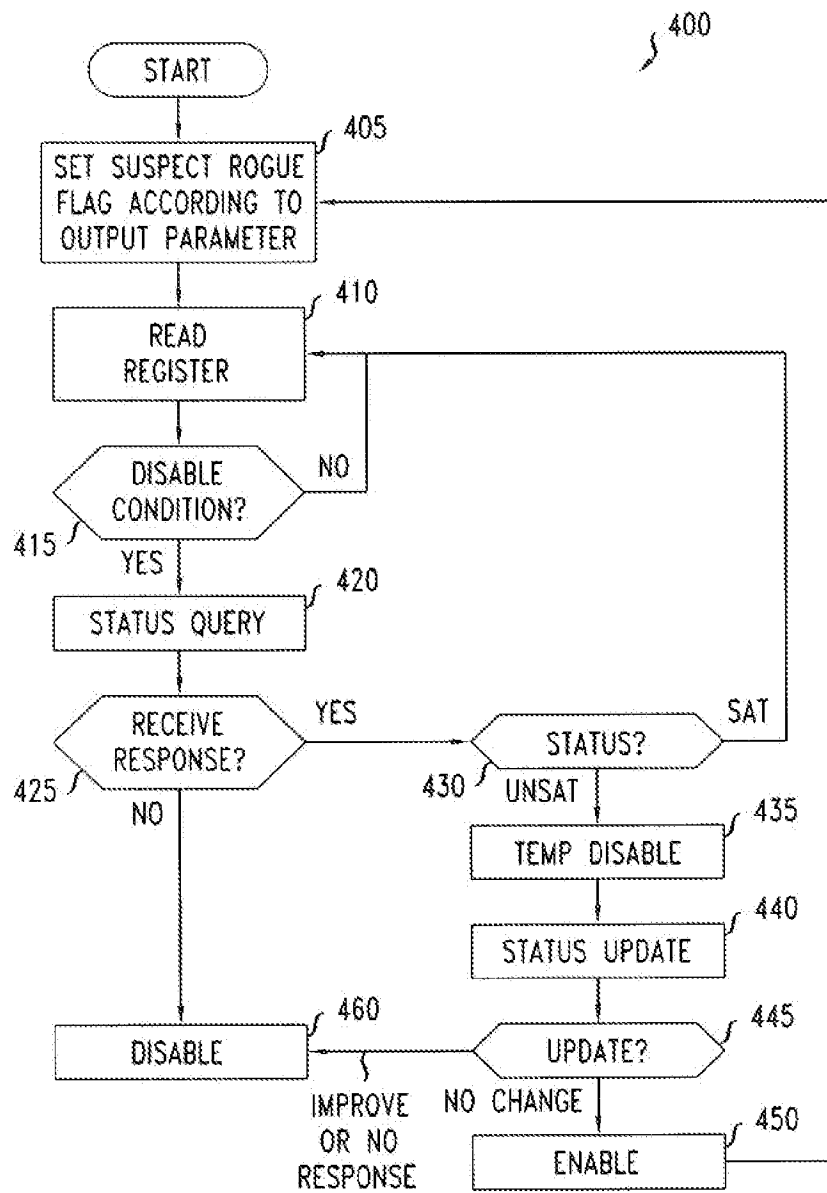 400
START
405
SET SUSPECT ROGUE
FLAG ACCORDING TO
OUTPUT PARAMETER
410
READ
REGISTER
DISABLE
CONDITION?
NO
415
YES
420
STATUS QUERY
RECEIVE
RESPONSE?
YES
425
NO
STATUS?
SAT
430
UNSAT
435
TEMP DISABLE
440
STATUS UPDATE
445
UPDATE?
460
DISABLE
IMPROVE
OR NO
RESPONSE
NO CHANGE
450
ENABLE